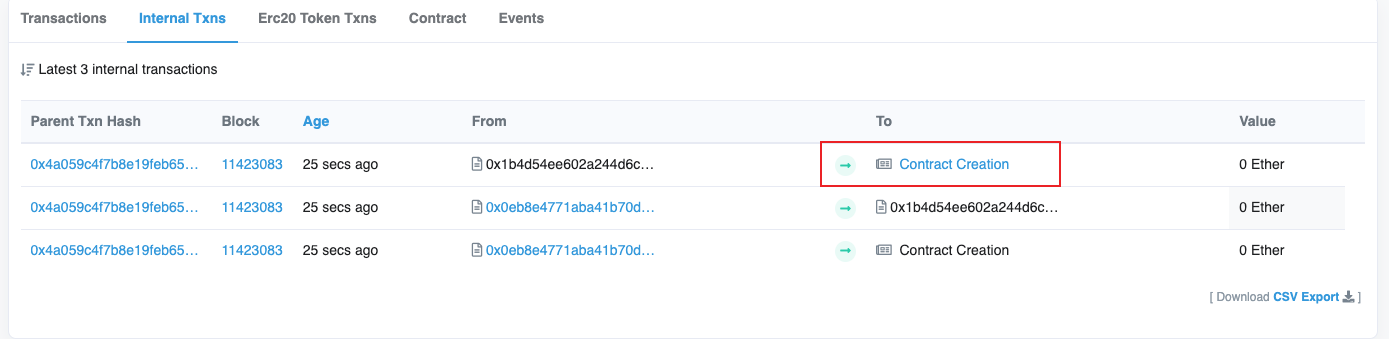 Transactions Internal Txns Erc20 Token Txns Contract Events
Latest 3 internal transactions
Parent Txn Hash Block Age From To Value
0x4a059c4f7b8e19feb65... 11423083 25 secs ago 0x1b4d54ee602a244d6c... Contract Creation 0 Ether
0x4a059c4f7b8e19feb65... 11423083 25 secs ago 0x0eb8e4771aba41b70d... 0x1b4d54ee602a244d6c... 0 Ether
0x4a059c4f7b8e19feb65... 11423083 25 secs ago 0x0eb8e4771aba41b70d... Contract Creation 0 Ether
[ Download CSV Export ]